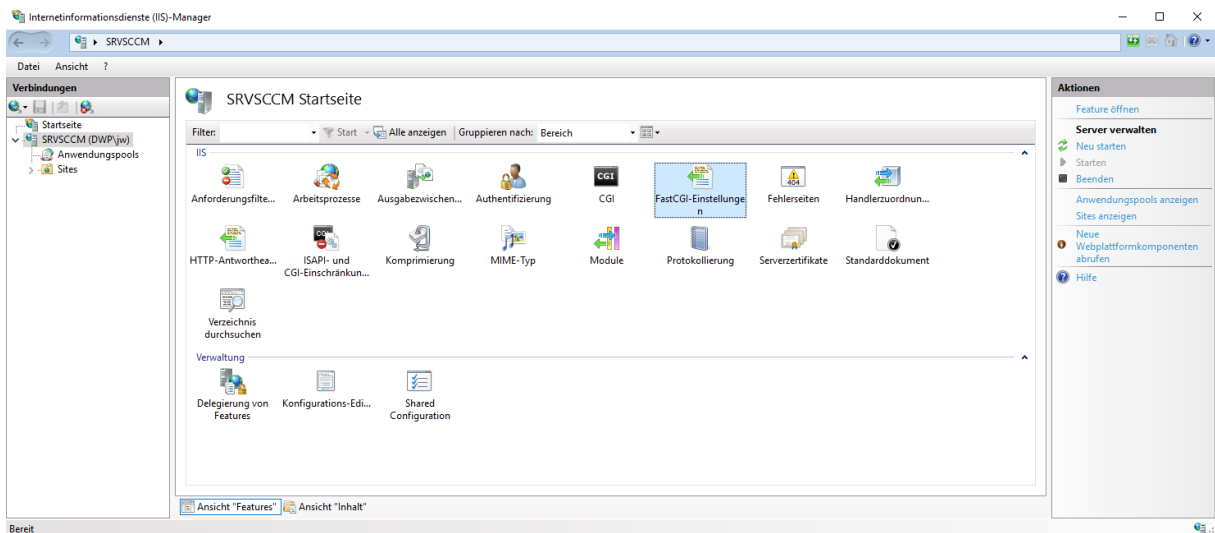 Internetinformationsdienste (IIS)-Manager
SRVSCCM
Datei Ansicht ?
Verbindungen
Startseite
SRVSCCM (DWP\jw)
Anwendungspools
Sites
SRVSCCM Startseite
Filter: Start Alle anzeigen Gruppieren nach: Bereich
IIS
Anforderungsfilte... Arbeitsprozesse Ausgabezwischen... Authentifizierung CGI FastCGI-Einstellunge Fehlerseiten Handlerzuordnun...
n
CGI
404
HTTP-Antworthea... ISAPI- und Komprimierung MIME-Typ Module Protokollierung Serverzertifikate Standarddokument
CGI-Einschränkun...
Verzeichnis
durchsuchen
Verwaltung
Delegierung von Konfigurations-Edi... Shared
Features Configuration
Ansicht "Features" Ansicht "Inhalt"
Aktionen
Feature öffnen
Server verwalten
Neu starten
Starten
Beenden
Anwendungspools anzeigen
Sites anzeigen
Neue
Webplattformkomponenten
abrufen
Hilfe
Bereit